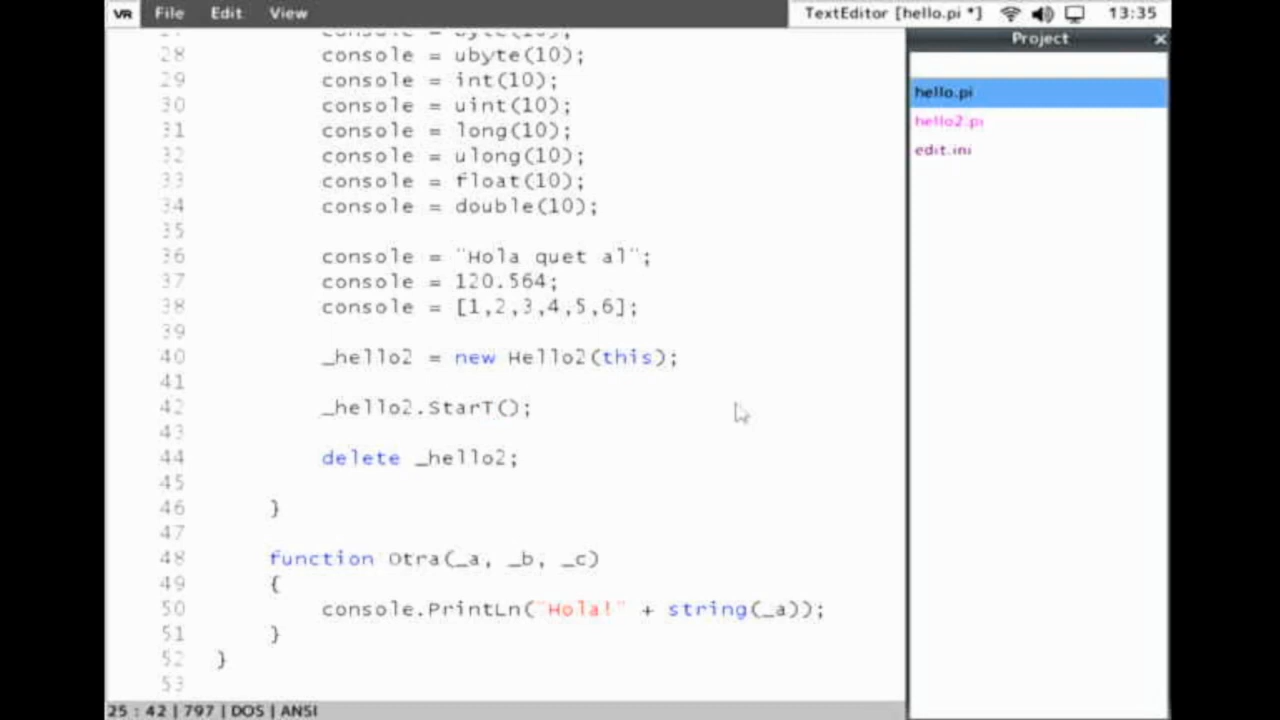 VR File Edit View TextEditor [hello.pi *] 13:35
28 console = ubyte(10);
29 console = int(10);
30 console = uint(10);
31 console = long(10);
32 console = ulong(10);
33 console = float(10);
34 console = double(10);
35
36 console = "Hola quet al";
37 console = 120.564;
38 console = [1,2,3,4,5,6];
39
40 _hello2 = new Hello2(this);
41
42 _hello2.StarT();
43
44 delete _hello2;
45
46 }
47
48 function Otra(_a, _b, _c)
49 {
50 console.PrintLn("Hola!" + string(_a));
51 }
52 }
53
25 : 42 | 797 | DOS | ANSI
Project
hello.pi
hello2.pi
edit.ini